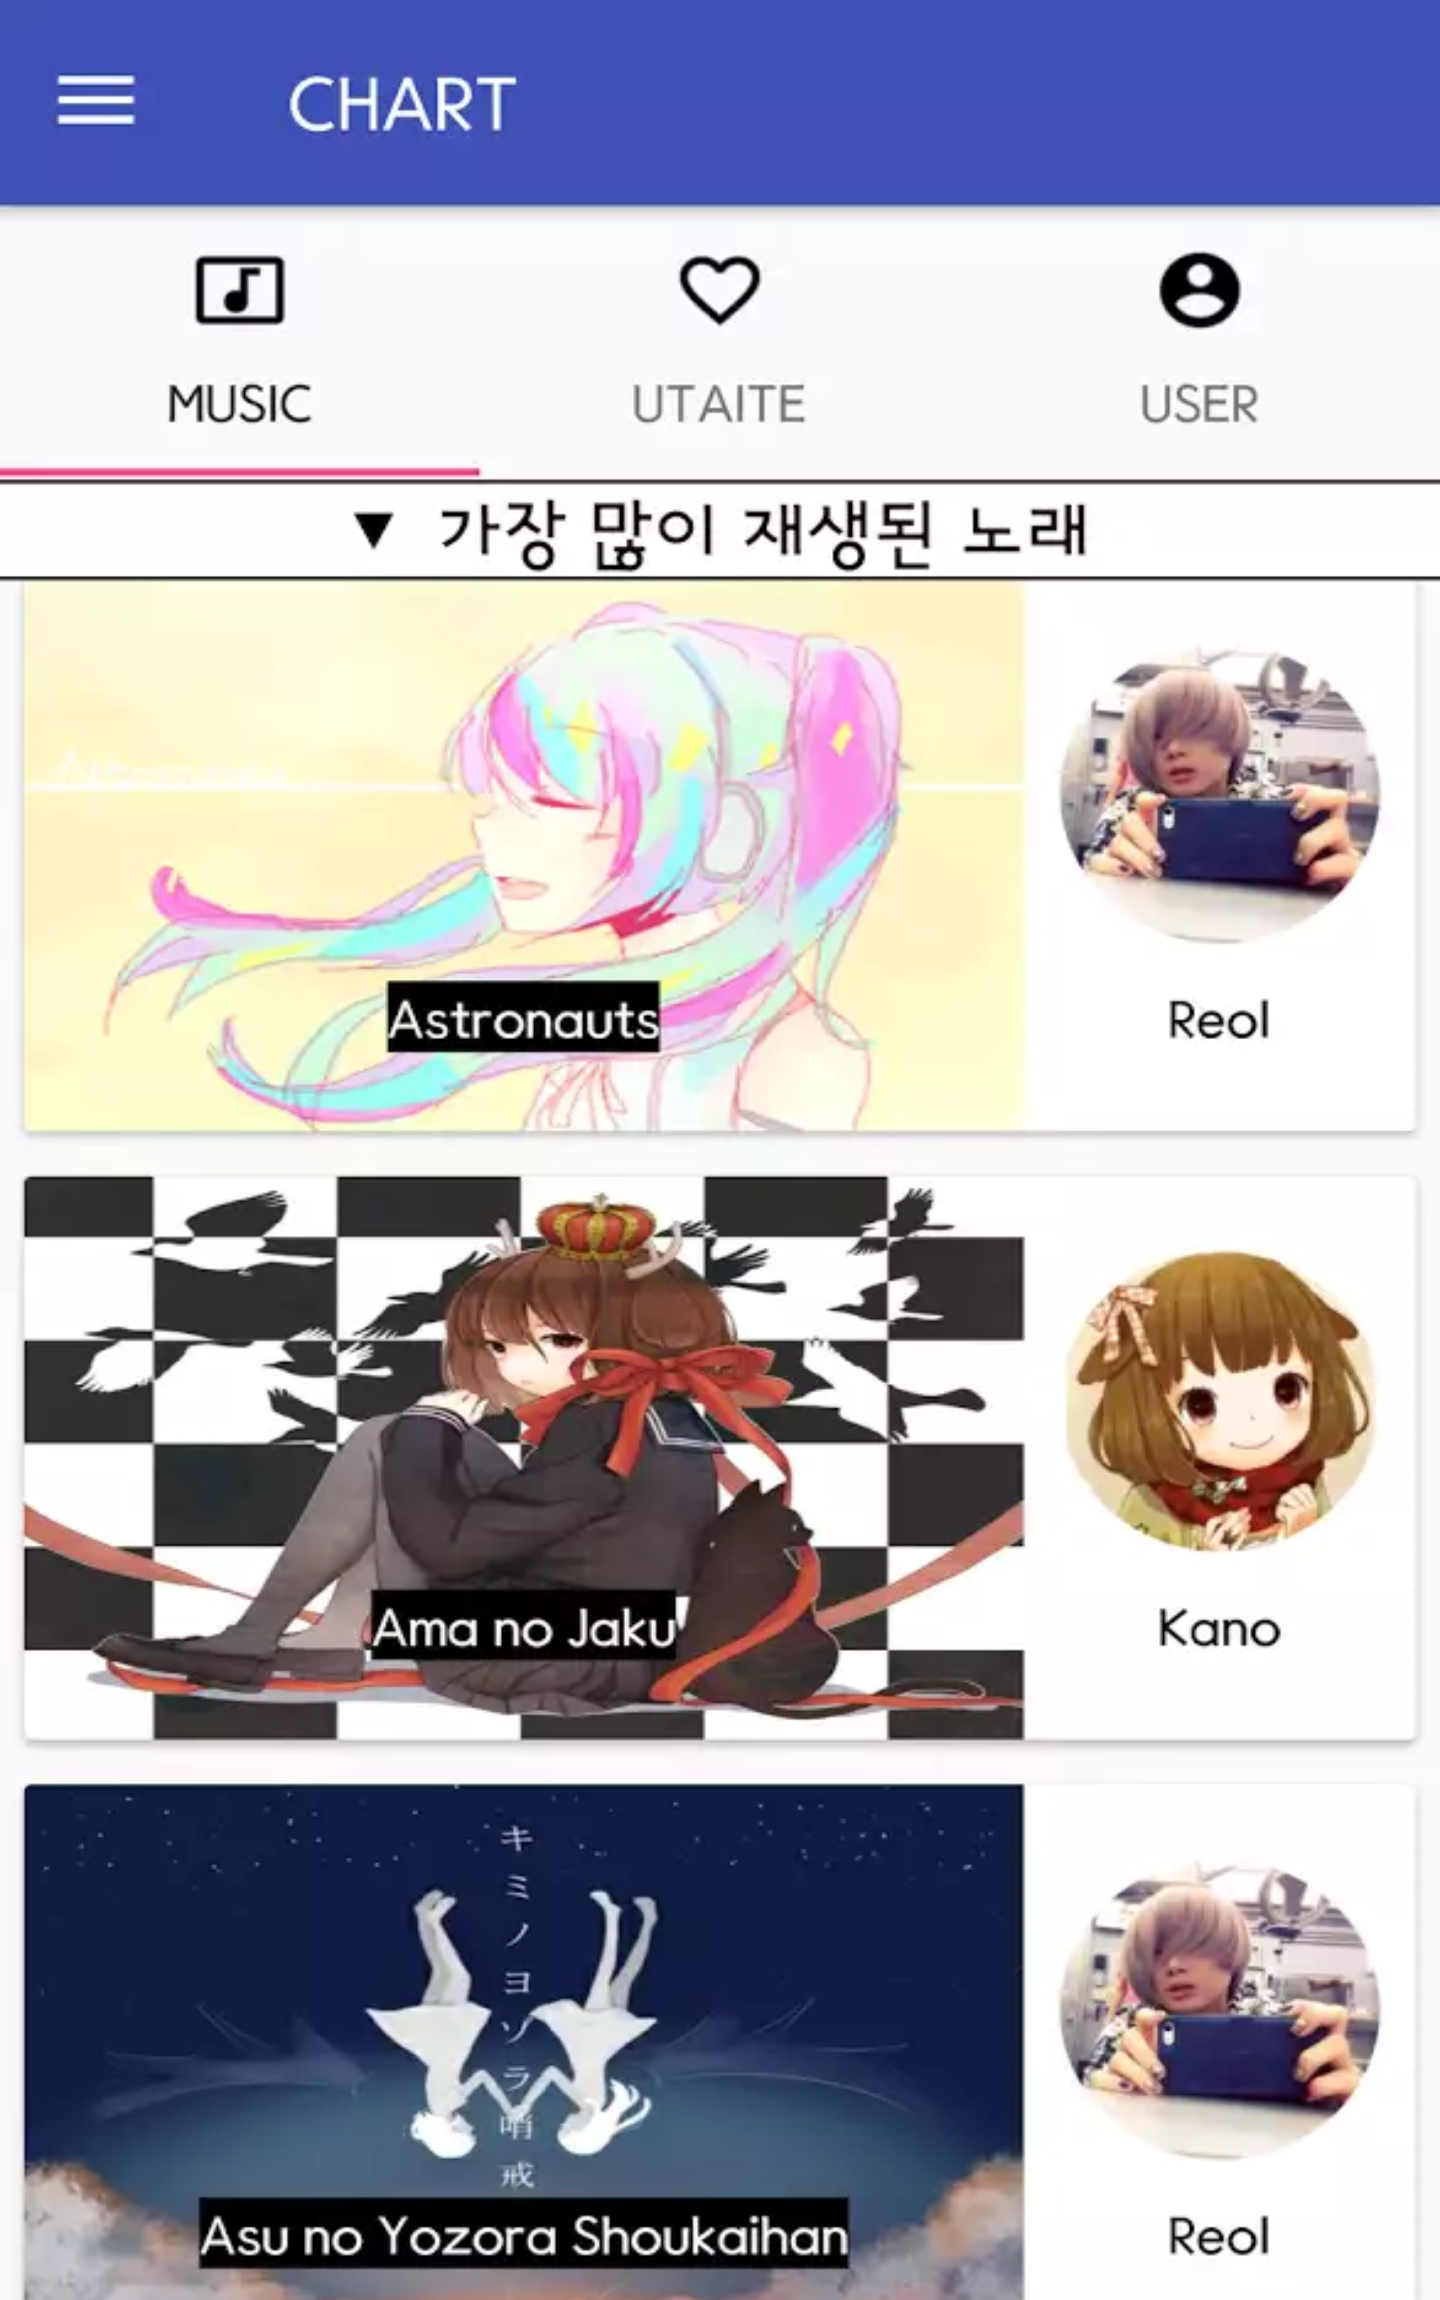 CHART
MUSIC
UTAITE
USER
▼ 가장 많이 재생된 노래
Astronauts
Reol
Ama no Jaku
Kano
キミノヨゾラ哨戒
Asu no Yozora Shoukaihan
Reol